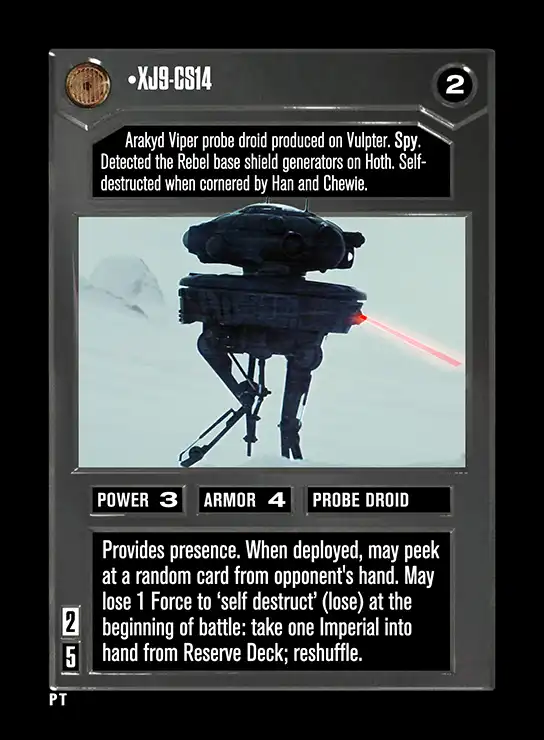 •XJ9-CS14
2
Arakyd Viper probe droid produced on Vulpter. Spy.
Detected the Rebel base shield generators on Hoth. Self-
destructed when cornered by Han and Chewie.
POWER 3 ARMOR 4 PROBE DROID
Provides presence. When deployed, may peek
at a random card from opponent's hand. May
lose 1 Force to ‘self destruct’ (lose) at the
beginning of battle: take one Imperial into
hand from Reserve Deck; reshuffle.
2
5
PT